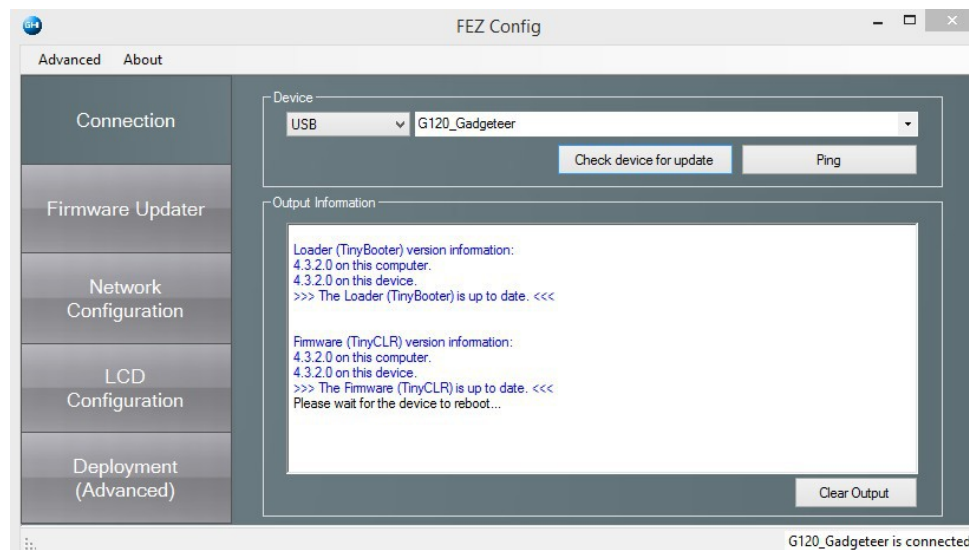 GHI
FEZ Config
Advanced About
Connection
Firmware Updater
Network
Configuration
LCD
Configuration
Deployment
(Advanced)
Device
USB G120_Gadgeteer
Check device for update Ping
Output Information
Loader (TinyBooter) version information:
4.3.2.0 on this computer.
4.3.2.0 on this device.
>>> The Loader (TinyBooter) is up to date. <<<
Firmware (TinyCLR) version information:
4.3.2.0 on this computer.
4.3.2.0 on this device.
>>> The Firmware (TinyCLR) is up to date. <<<
Please wait for the device to reboot...
Clear Output
G120_Gadgeteer is connected